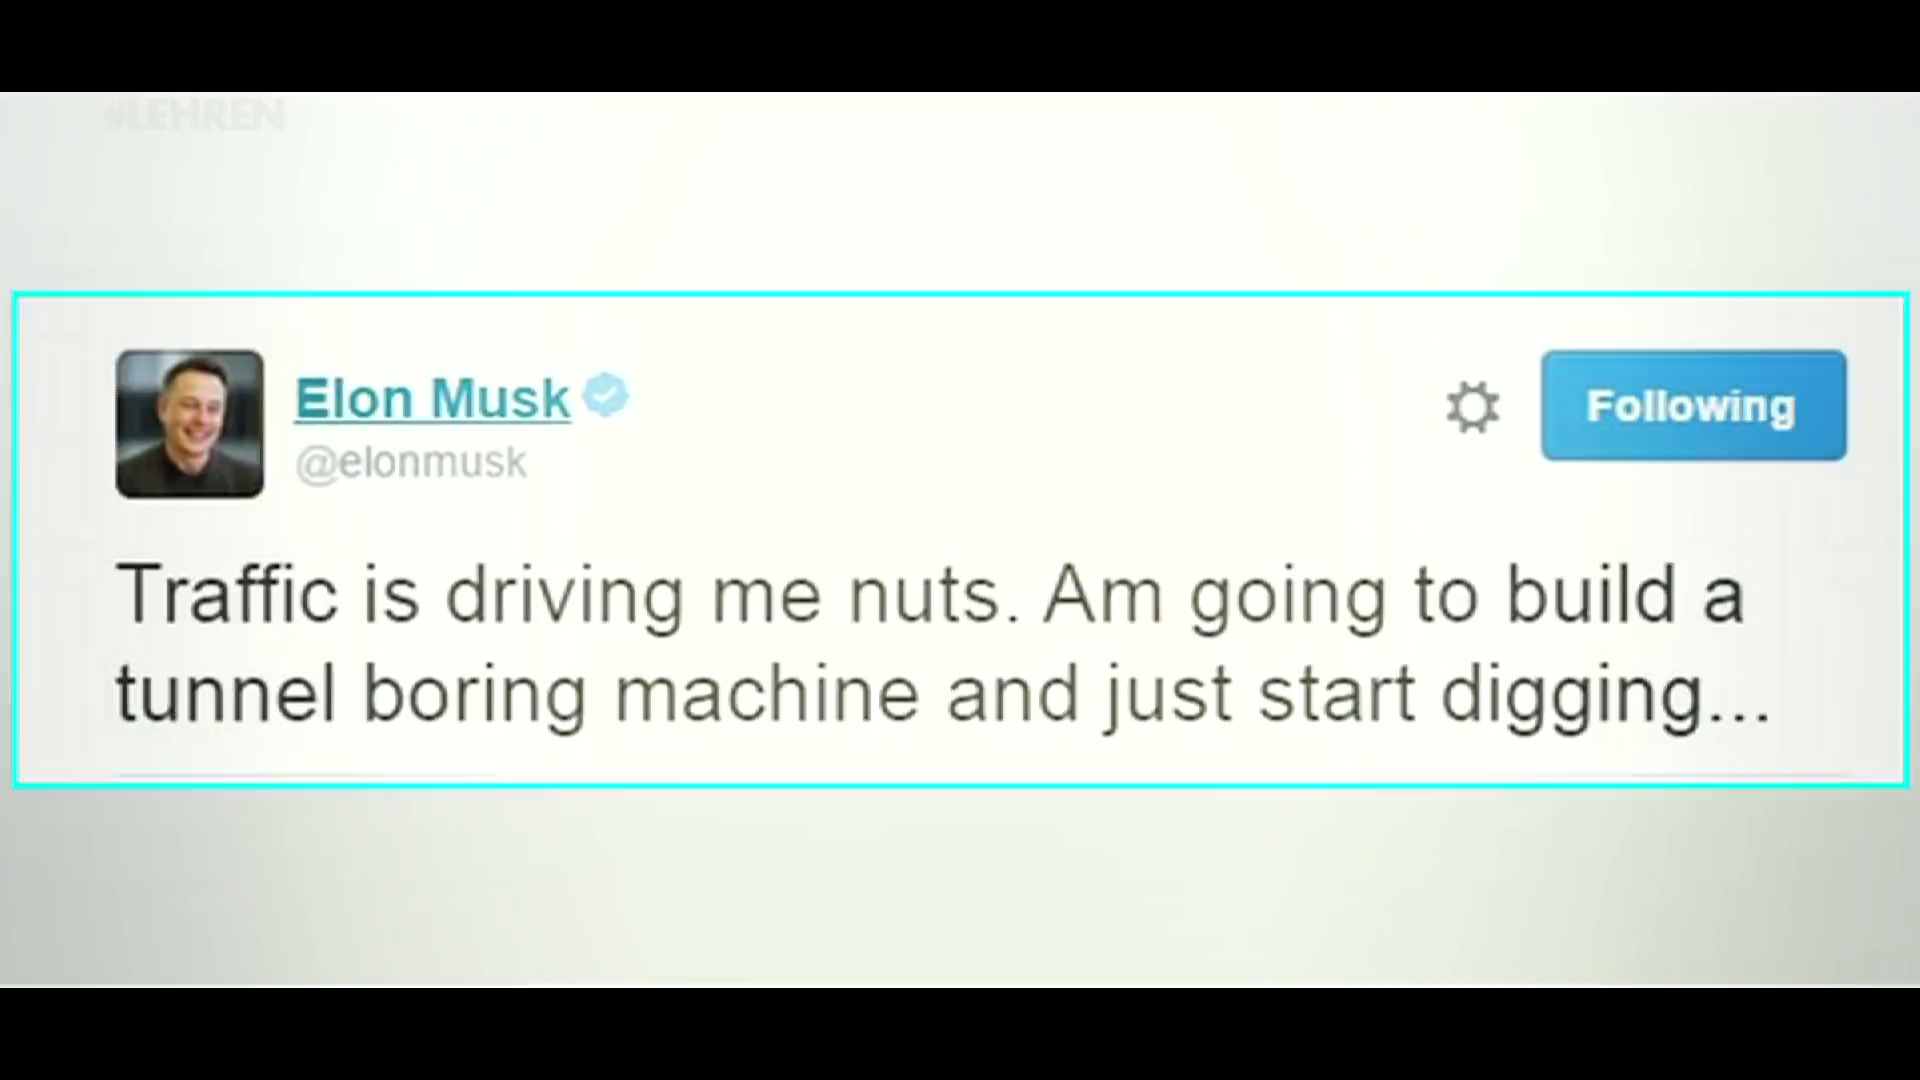 #LEHREN
Elon Musk
@elonmusk
Following
Traffic is driving me nuts. Am going to build a
tunnel boring machine and just start digging...